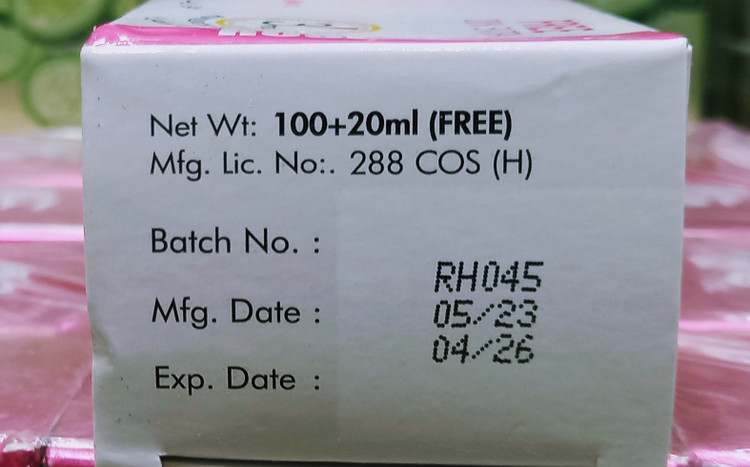 Net Wt: 100+20ml (FREE)
Mfg. Lic. No:. 288 COS (H)
Batch No. :
RH045
Mfg. Date :
05/23
04/26
Exp. Date :